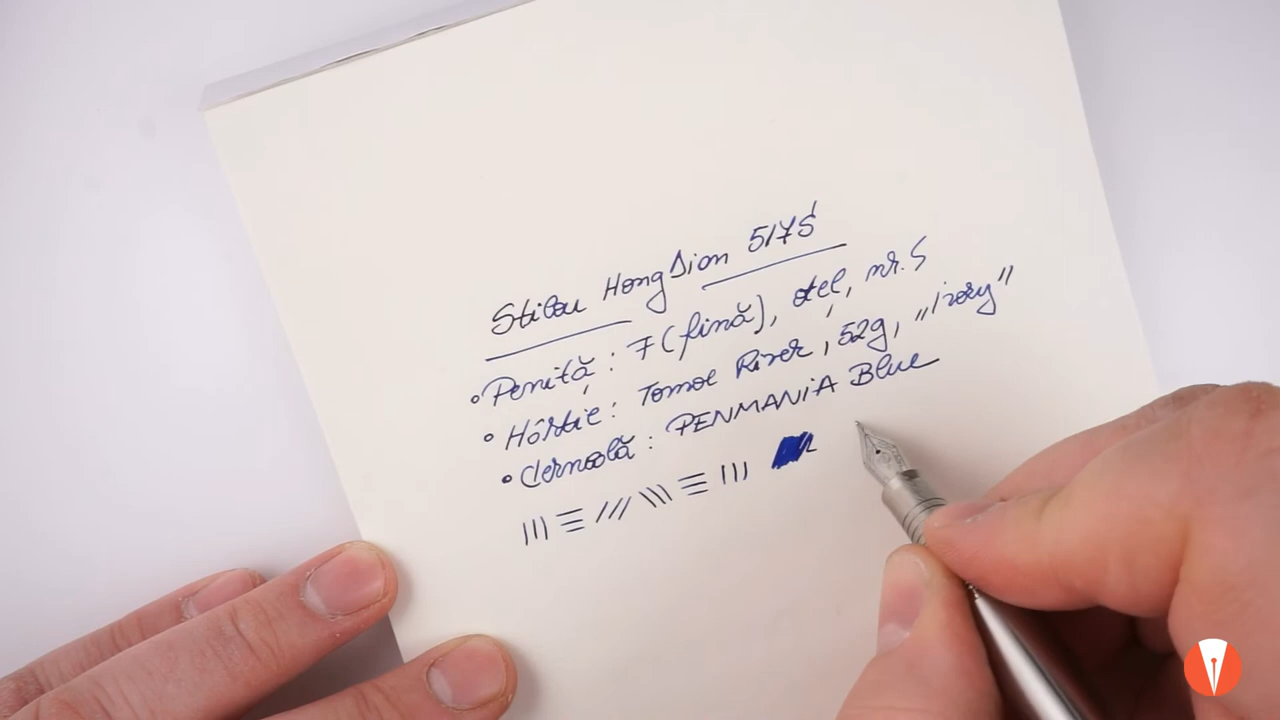 Stilou HongDian 517S
• Peniță: F (fină), oțel, nr. 5
• Hârtie: Tomoe River, 52g, „ivory”
• Cerneală: PENMANiA Blue